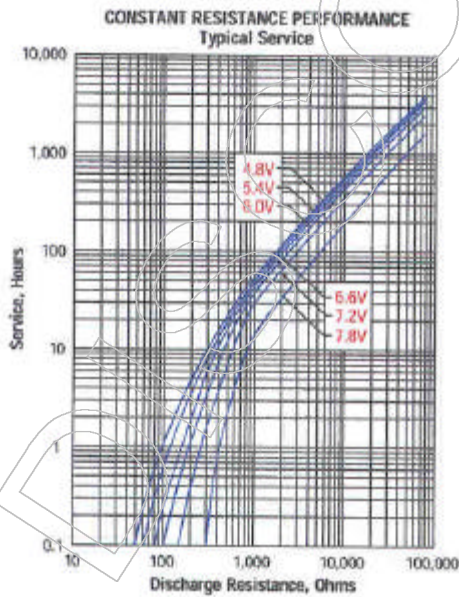 CONSTANT RESISTANCE PERFORMANCE
Typical Service
10,000
1,000
100
10
1
0.1
Service, Hours
4.8V
5.4V
6.0V
6.6V
7.2V
7.8V
10
100
1,000
10,000
100,000
Discharge Resistance, Ohms